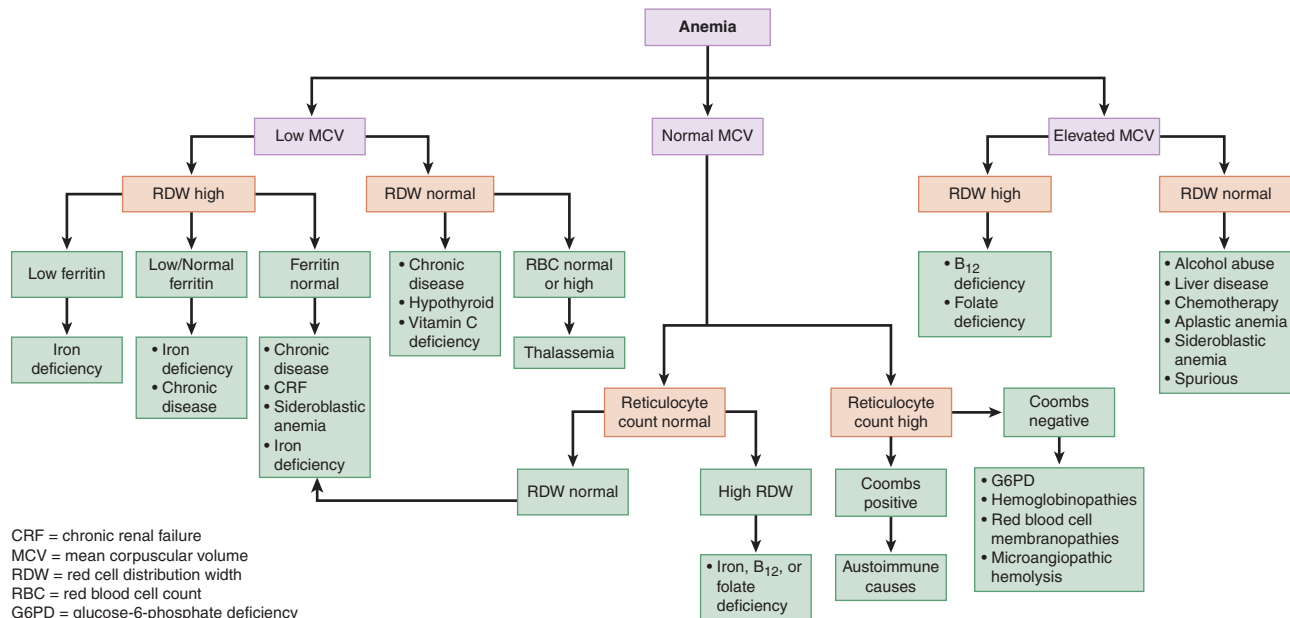 Anemia
Low MCV
Normal MCV
Elevated MCV
RDW high
RDW normal
RDW high
RDW normal
Low ferritin
Low/Normal
ferritin
Ferritin
normal
• Chronic
disease
• Hypothyroid
• Vitamin C
deficiency
RBC normal
or high
• B12
deficiency
• Folate
deficiency
• Alcohol abuse
• Liver disease
• Chemotherapy
• Aplastic anemia
• Sideroblastic
anemia
• Spurious
Iron
deficiency
• Iron
deficiency
• Chronic
disease
• Chronic
disease
• CRF
• Sideroblastic
anemia
• Iron
deficiency
Thalassemia
Reticulocyte
count normal
Reticulocyte
count high
Coombs
negative
RDW normal
High RDW
Coombs
positive
• G6PD
• Hemoglobinopathies
• Red blood cell
membranopathies
• Microangiopathic
hemolysis
• Iron, B12, or
folate
deficiency
Austoimmune
causes
CRF = chronic renal failure
MCV = mean corpuscular volume
RDW = red cell distribution width
RBC = red blood cell count
G6PD = glucose-6-phosphate deficiency